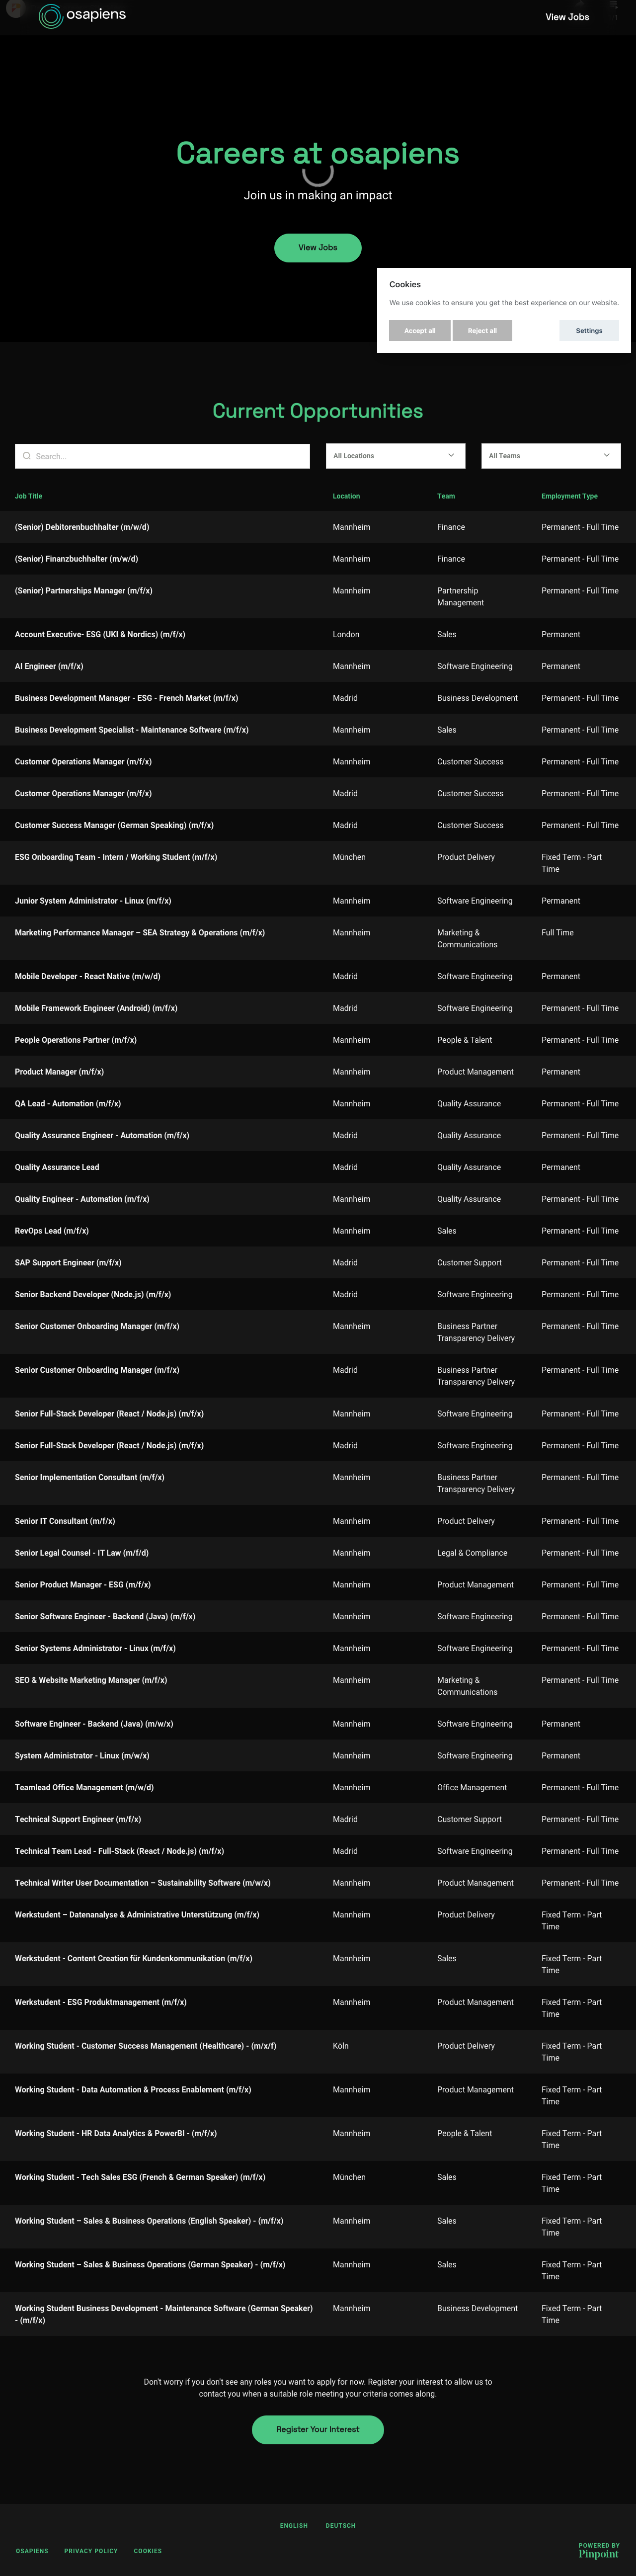 osapiens
View Jobs
Careers at osapiens
Join us in making an impact
View Jobs
Cookies
We use cookies to ensure you get the best experience on our website.
Accept all
Reject all
Settings
Current Opportunities
Search...
All Locations
All Teams
Job Title Location Team Employment Type
(Senior) Debitorenbuchhalter (m/w/d) Mannheim Finance Permanent - Full Time
(Senior) Finanzbuchhalter (m/w/d) Mannheim Finance Permanent - Full Time
(Senior) Partnerships Manager (m/f/x) Mannheim Partnership Permanent - Full Time
Management
Account Executive- ESG (UKI & Nordics) (m/f/x) London Sales Permanent
AI Engineer (m/f/x) Mannheim Software Engineering Permanent
Business Development Manager - ESG - French Market (m/f/x) Madrid Business Development Permanent - Full Time
Business Development Specialist - Maintenance Software (m/f/x) Mannheim Sales Permanent - Full Time
Customer Operations Manager (m/f/x) Mannheim Customer Success Permanent - Full Time
Customer Operations Manager (m/f/x) Madrid Customer Success Permanent - Full Time
Customer Success Manager (German Speaking) (m/f/x) Madrid Customer Success Permanent - Full Time
ESG Onboarding Team - Intern / Working Student (m/f/x) München Product Delivery Fixed Term - Part
Time
Junior System Administrator - Linux (m/f/x) Mannheim Software Engineering Permanent
Marketing Performance Manager – SEA Strategy & Operations (m/f/x) Mannheim Marketing & Full Time
Communications
Mobile Developer - React Native (m/w/d) Madrid Software Engineering Permanent
Mobile Framework Engineer (Android) (m/f/x) Madrid Software Engineering Permanent - Full Time
People Operations Partner (m/f/x) Mannheim People & Talent Permanent - Full Time
Product Manager (m/f/x) Mannheim Product Management Permanent
QA Lead - Automation (m/f/x) Mannheim Quality Assurance Permanent - Full Time
Quality Assurance Engineer - Automation (m/f/x) Madrid Quality Assurance Permanent - Full Time
Quality Assurance Lead Madrid Quality Assurance Permanent
Quality Engineer - Automation (m/f/x) Mannheim Quality Assurance Permanent - Full Time
RevOps Lead (m/f/x) Mannheim Sales Permanent - Full Time
SAP Support Engineer (m/f/x) Madrid Customer Support Permanent - Full Time
Senior Backend Developer (Node.js) (m/f/x) Madrid Software Engineering Permanent - Full Time
Senior Customer Onboarding Manager (m/f/x) Mannheim Business Partner Permanent - Full Time
Transparency Delivery
Senior Customer Onboarding Manager (m/f/x) Madrid Business Partner Permanent - Full Time
Transparency Delivery
Senior Full-Stack Developer (React / Node.js) (m/f/x) Mannheim Software Engineering Permanent - Full Time
Senior Full-Stack Developer (React / Node.js) (m/f/x) Madrid Software Engineering Permanent - Full Time
Senior Implementation Consultant (m/f/x) Mannheim Business Partner Permanent - Full Time
Transparency Delivery
Senior IT Consultant (m/f/x) Mannheim Product Delivery Permanent - Full Time
Senior Legal Counsel - IT Law (m/f/d) Mannheim Legal & Compliance Permanent - Full Time
Senior Product Manager - ESG (m/f/x) Mannheim Product Management Permanent - Full Time
Senior Software Engineer - Backend (Java) (m/f/x) Mannheim Software Engineering Permanent - Full Time
Senior Systems Administrator - Linux (m/f/x) Mannheim Software Engineering Permanent - Full Time
SEO & Website Marketing Manager (m/f/x) Mannheim Marketing & Permanent - Full Time
Communications
Software Engineer - Backend (Java) (m/w/x) Mannheim Software Engineering Permanent
System Administrator - Linux (m/w/x) Mannheim Software Engineering Permanent
Teamlead Office Management (m/w/d) Mannheim Office Management Permanent - Full Time
Technical Support Engineer (m/f/x) Madrid Customer Support Permanent - Full Time
Technical Team Lead - Full-Stack (React / Node.js) (m/f/x) Madrid Software Engineering Permanent - Full Time
Technical Writer User Documentation – Sustainability Software (m/w/x) Mannheim Product Management Permanent - Full Time
Werkstudent – Datenanalyse & Administrative Unterstützung (m/f/x) Mannheim Product Delivery Fixed Term - Part
Time
Werkstudent - Content Creation für Kundenkommunikation (m/f/x) Mannheim Sales Fixed Term - Part
Time
Werkstudent - ESG Produktmanagement (m/f/x) Mannheim Product Management Fixed Term - Part
Time
Working Student - Customer Success Management (Healthcare) - (m/x/f) Köln Product Delivery Fixed Term - Part
Time
Working Student - Data Automation & Process Enablement (m/f/x) Mannheim Product Management Fixed Term - Part
Time
Working Student - HR Data Analytics & PowerBI - (m/f/x) Mannheim People & Talent Fixed Term - Part
Time
Working Student - Tech Sales ESG (French & German Speaker) (m/f/x) München Sales Fixed Term - Part
Time
Working Student – Sales & Business Operations (English Speaker) - (m/f/x) Mannheim Sales Fixed Term - Part
Time
Working Student – Sales & Business Operations (German Speaker) - (m/f/x) Mannheim Sales Fixed Term - Part
Time
Working Student Business Development - Maintenance Software (German Speaker) Mannheim Business Development Fixed Term - Part
- (m/f/x) Time
Don't worry if you don't see any roles you want to apply for now. Register your interest to allow us to
contact you when a suitable role meeting your criteria comes along.
Register Your Interest
ENGLISH DEUTSCH
OSAPIENS PRIVACY POLICY COOKIES
POWERED BY
Pinpoint